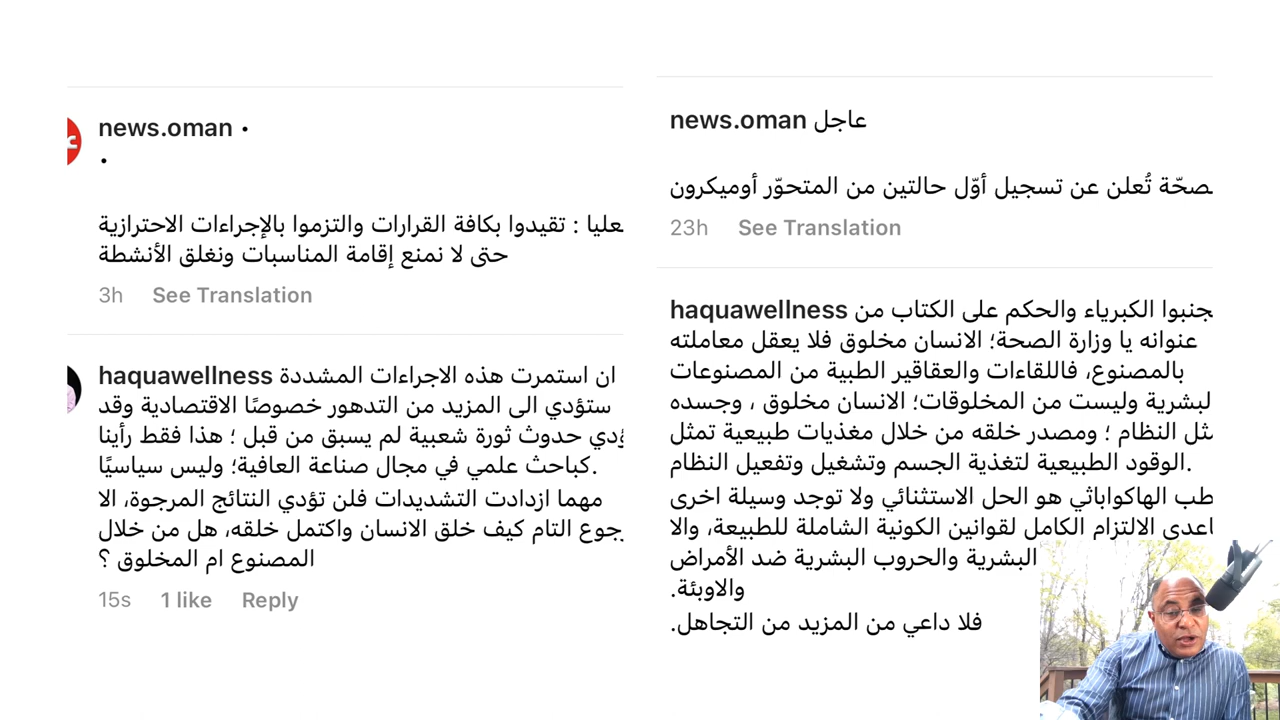 news.oman •
•
: تقيدوا بكافة القرارات والتزموا بالإجراءات الاحترازية
حتى لا نمنع إقامة المناسبات ونغلق الأنشطة
3h See Translation
haquawellness ان استمرت هذه الاجراءات المشددة
ستؤدي الى المزيد من التدهور خصوصًا الاقتصادية وقد
حدوث ثورة شعبية لم يسبق من قبل ؛ هذا فقط رأينا
كباحث علمي في مجال صناعة العافية؛ وليس سياسيًا.
مهما ازدادت التشديدات فلن تؤدي النتائج المرجوة، الا
التام كيف خلق الانسان واكتمل خلقه، هل من خلال
المصنوع ام المخلوق ؟
15s 1 like Reply
news.oman عاجل
تُعلن عن تسجيل أوّل حالتين من المتحوّر أوميكرون
23h See Translation
haquawellness الكبرياء والحكم على الكتاب من
عنوانه يا وزارة الصحة؛ الانسان مخلوق فلا يعقل معاملته
بالمصنوع، فاللقاءات والعقاقير الطبية من المصنوعات
وليست من المخلوقات؛ الانسان مخلوق ، وجسده
النظام ؛ ومصدر خلقه من خلال مغذيات طبيعية تمثل
الوقود الطبيعية لتغذية الجسم وتشغيل وتفعيل النظام.
الهاكواباثي هو الحل الاستثنائي ولا توجد وسيلة اخرى
الالتزام الكامل لقوانين الكونية الشاملة للطبيعة، والا
البشرية والحروب البشرية ضد الأمراض
والاوبئة.
فلا داعي من المزيد من التجاهل.